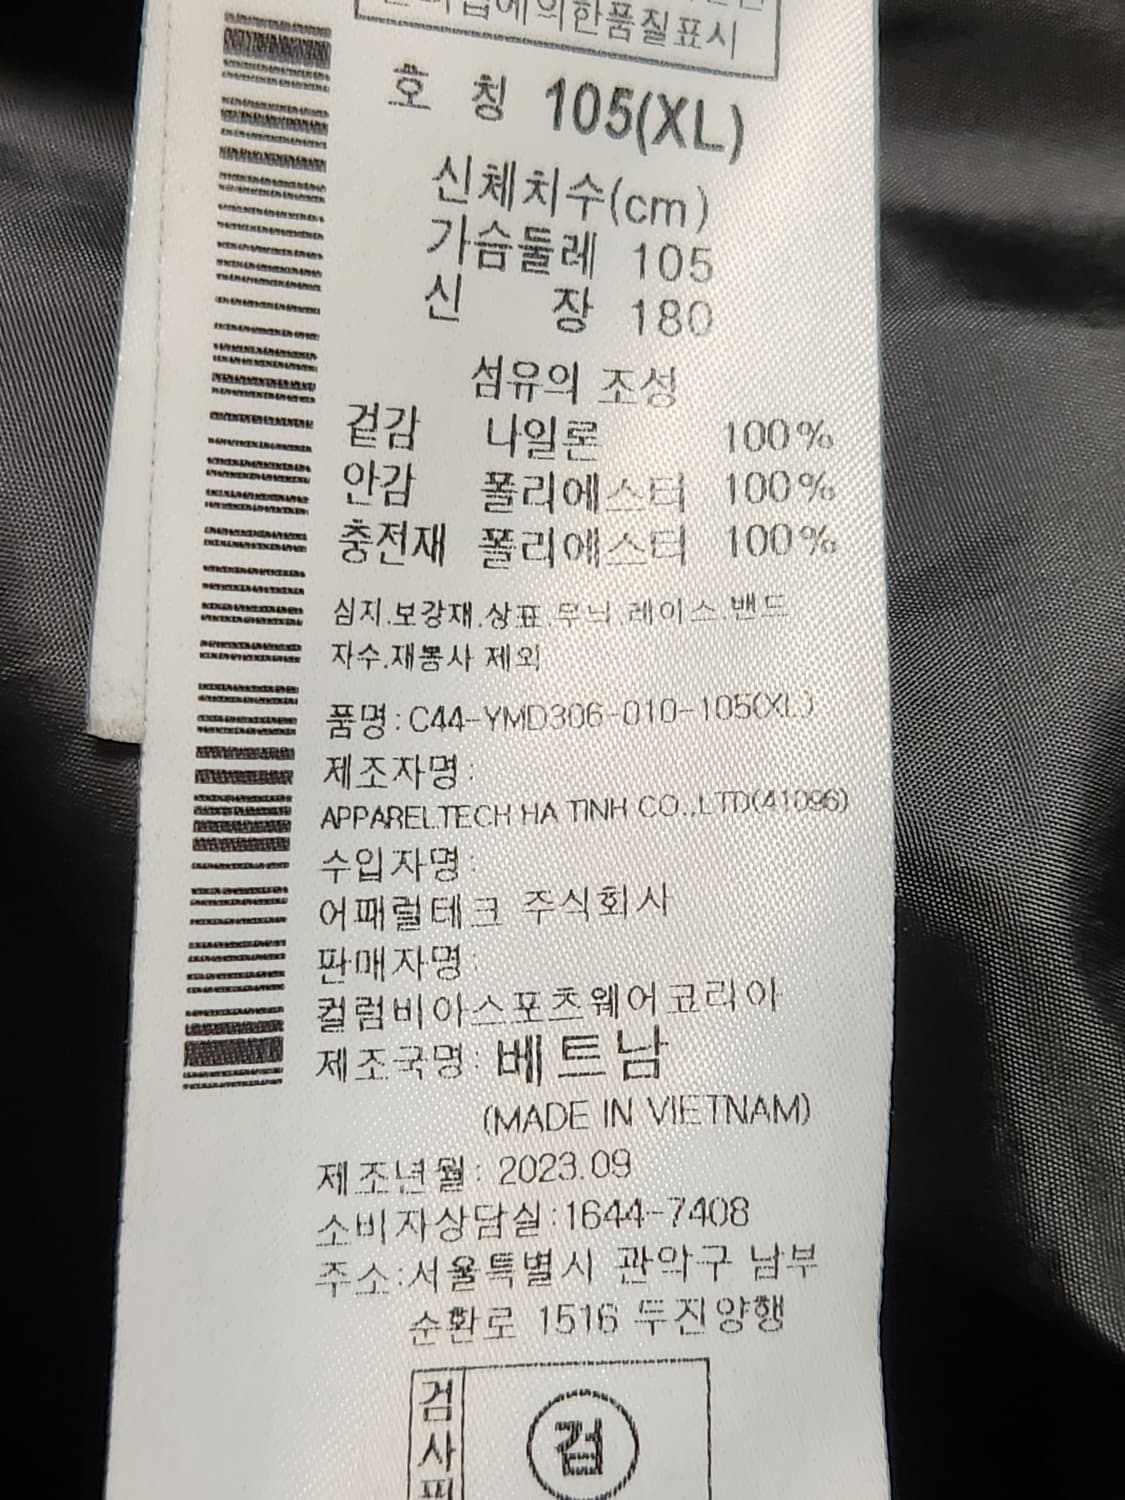 의한품질표시
호 칭 105(XL)
신체치수(cm)
가슴둘레 105
신 장 180
섬유의 조성
겉감 나일론 100%
안감 폴리에스터 100%
충전재 폴리에스터 100%
심지.보강재.상표.무늬.레이스.밴드
자수.재봉사 제외
품명:C44-YMD306-010-105(XL)
제조자명:
APPARELTECH HA TINH CO.,LTD(41096)
수입자명:
어패럴테크 주식회사
판매자명:
컬럼비아스포츠웨어코리아
제조국명: 베트남
(MADE IN VIETNAM)
제조년월: 2023.09
소비자상담실:1644-7408
주소:서울특별시 관악구 남부
순환로 1516 두진양행
검
사
검